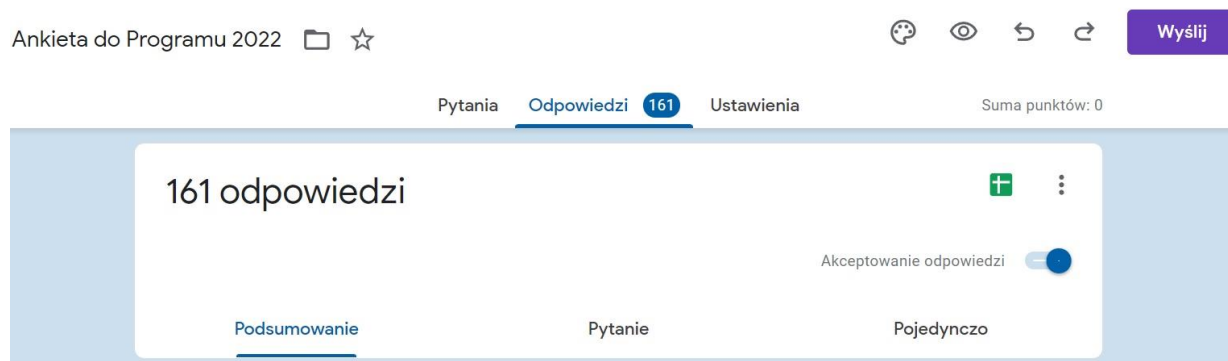 Ankieta do Programu 2022
Wyślij
Pytania Odpowiedzi 161 Ustawienia Suma punktów: 0
161 odpowiedzi
Akceptowanie odpowiedzi
Podsumowanie Pytanie Pojedynczo